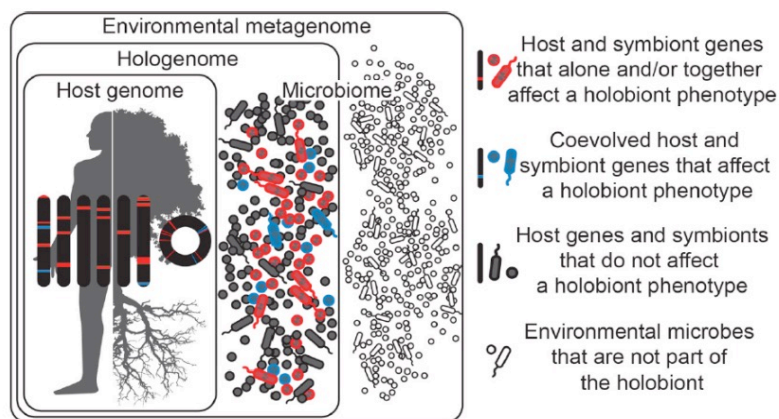 Environmental metagenome
Hologenome
Host genome
Microbiome
Host and symbiont genes
that alone and/or together
affect a holobiont phenotype
Coevolved host and
symbiont genes that affect
a holobiont phenotype
Host genes and symbionts
that do not affect
a holobiont phenotype
Environmental microbes
that are not part of
the holobiont